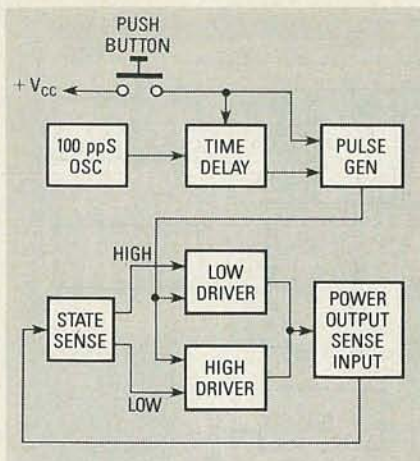 PUSH
BUTTON
+ VCC
100 ppS
OSC
TIME
DELAY
PULSE
GEN
HIGH
LOW
DRIVER
STATE
SENSE
POWER
OUTPUT
SENSE
INPUT
HIGH
DRIVER
LOW